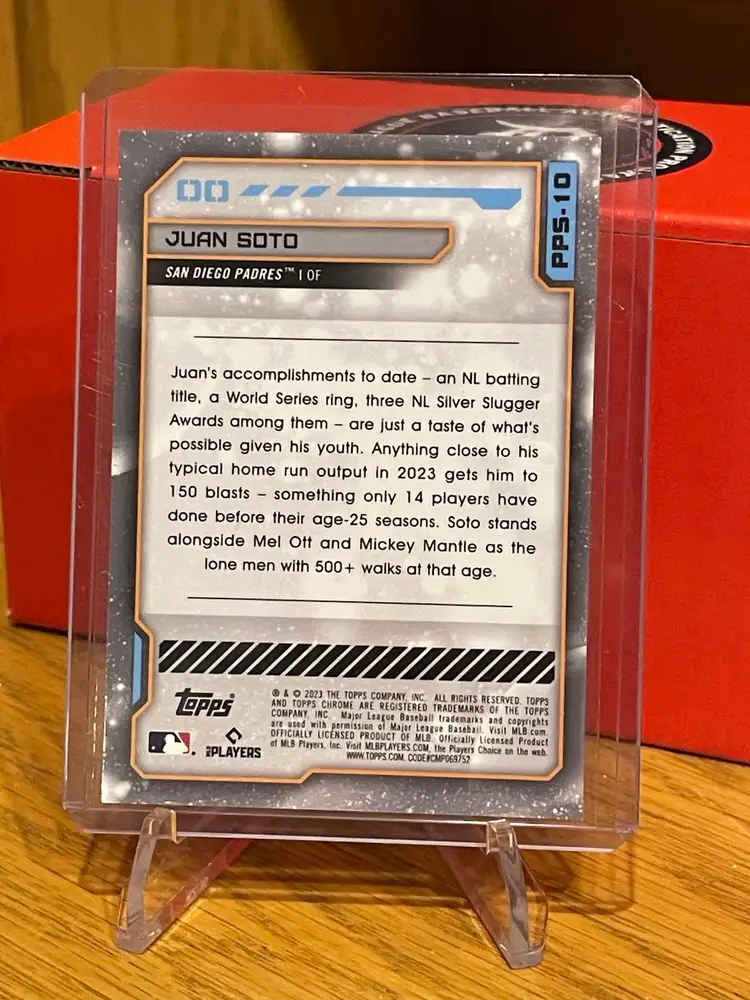 PPS-10
JUAN SOTO
SAN DIEGO PADRES™ | OF
Juan's accomplishments to date – an NL batting
title, a World Series ring, three NL Silver Slugger
Awards among them – are just a taste of what's
possible given his youth. Anything close to his
typical home run output in 2023 gets him to
150 blasts – something only 14 players have
done before their age-25 seasons. Soto stands
alongside Mel Ott and Mickey Mantle as the
lone men with 500+ walks at that age.
topps®
PLAYERS
® & © 2023 THE TOPPS COMPANY, INC. ALL RIGHTS RESERVED. TOPPS
AND TOPPS CHROME ARE REGISTERED TRADEMARKS OF THE TOPPS
COMPANY, INC. Major League Baseball trademarks and copyrights
are used with permission of Major League Baseball. Visit MLB.com.
OFFICIALLY LICENSED PRODUCT OF MLB. Officially Licensed Product
of MLB Players, Inc. Visit MLBPLAYERS.COM, the Players Choice on the web.
WWW.TOPPS.COM. CODE#CMP069752